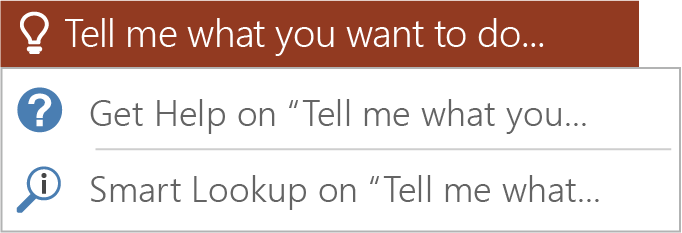 Tell me what you want to do...
Get Help on “Tell me what you...
Smart Lookup on “Tell me what...